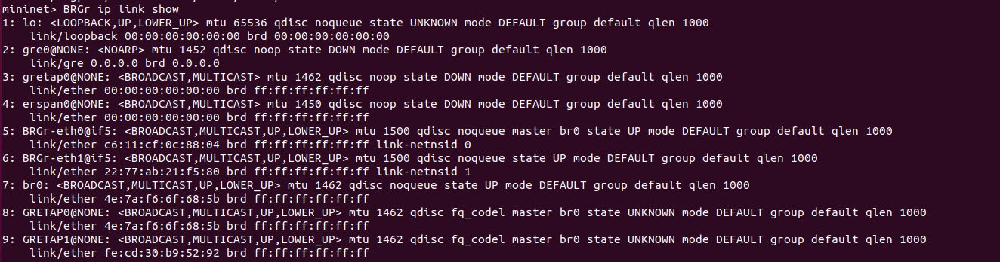 mininet> BRGr ip link show
1: lo: <LOOPBACK,UP,LOWER_UP> mtu 65536 qdisc noqueue state UNKNOWN mode DEFAULT group default qlen 1000
    link/loopback 00:00:00:00:00:00 brd 00:00:00:00:00:00
2: gre0@NONE: <NOARP> mtu 1452 qdisc noop state DOWN mode DEFAULT group default qlen 1000
    link/gre 0.0.0.0 brd 0.0.0.0
3: gretap0@NONE: <BROADCAST,MULTICAST> mtu 1462 qdisc noop state DOWN mode DEFAULT group default qlen 1000
    link/ether 00:00:00:00:00:00 brd ff:ff:ff:ff:ff:ff
4: erspan0@NONE: <BROADCAST,MULTICAST> mtu 1450 qdisc noop state DOWN mode DEFAULT group default qlen 1000
    link/ether 00:00:00:00:00:00 brd ff:ff:ff:ff:ff:ff
5: BRGr-eth0@if5: <BROADCAST,MULTICAST,UP,LOWER_UP> mtu 1500 qdisc noqueue master br0 state UP mode DEFAULT group default qlen 1000
    link/ether c6:11:cf:0c:88:04 brd ff:ff:ff:ff:ff:ff link-netnsid 0
6: BRGr-eth1@if5: <BROADCAST,MULTICAST,UP,LOWER_UP> mtu 1500 qdisc noqueue state UP mode DEFAULT group default qlen 1000
    link/ether 22:77:ab:21:f5:80 brd ff:ff:ff:ff:ff:ff link-netnsid 1
7: br0: <BROADCAST,MULTICAST,UP,LOWER_UP> mtu 1462 qdisc noqueue state UP mode DEFAULT group default qlen 1000
    link/ether 4e:7a:f6:6f:68:5b brd ff:ff:ff:ff:ff:ff
8: GRETAP0@NONE: <BROADCAST,MULTICAST,UP,LOWER_UP> mtu 1462 qdisc fq_codel master br0 state UNKNOWN mode DEFAULT group default qlen 1000
    link/ether 4e:7a:f6:6f:68:5b brd ff:ff:ff:ff:ff:ff
9: GRETAP1@NONE: <BROADCAST,MULTICAST,UP,LOWER_UP> mtu 1462 qdisc fq_codel master br0 state UNKNOWN mode DEFAULT group default qlen 1000
    link/ether fe:cd:30:b9:52:92 brd ff:ff:ff:ff:ff:ff